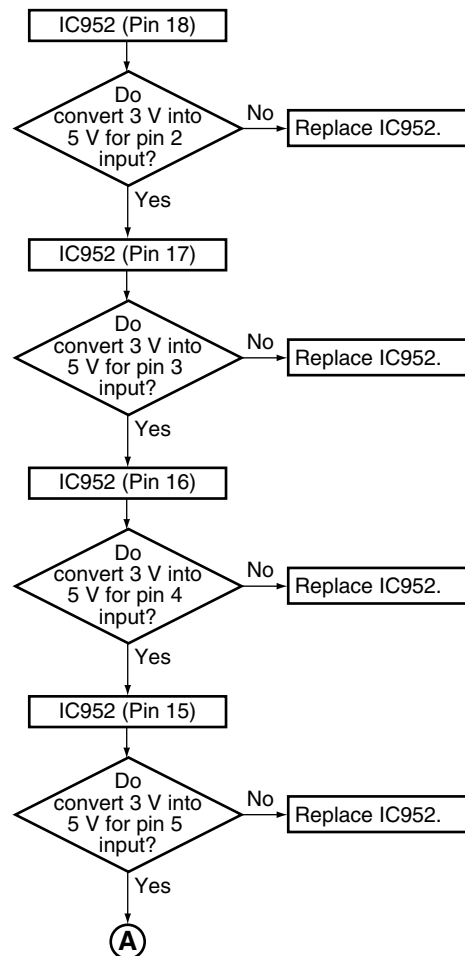 IC952 (Pin 18)
Do
convert 3 V into
5 V for pin 2
input?
No
Replace IC952.
Yes
IC952 (Pin 17)
Do
convert 3 V into
5 V for pin 3
input?
No
Replace IC952.
Yes
IC952 (Pin 16)
Do
convert 3 V into
5 V for pin 4
input?
No
Replace IC952.
Yes
IC952 (Pin 15)
Do
convert 3 V into
5 V for pin 5
input?
No
Replace IC952.
Yes
A